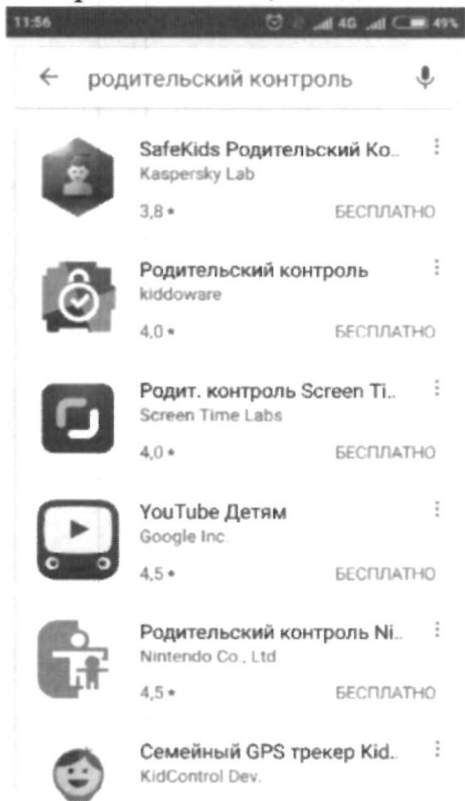 11:56 4G 49%
родительский контроль
SafeKids Родительский Ко..
Kaspersky Lab
3,8 БЕСПЛАТНО
Родительский контроль
kiddoware
4,0 БЕСПЛАТНО
Родит. контроль Screen Ti..
Screen Time Labs
4,0 БЕСПЛАТНО
YouTube Детям
Google Inc.
4,5 БЕСПЛАТНО
Родительский контроль Ni..
Nintendo Co., Ltd
4,5 БЕСПЛАТНО
Семейный GPS трекер Kid..
KidControl Dev.